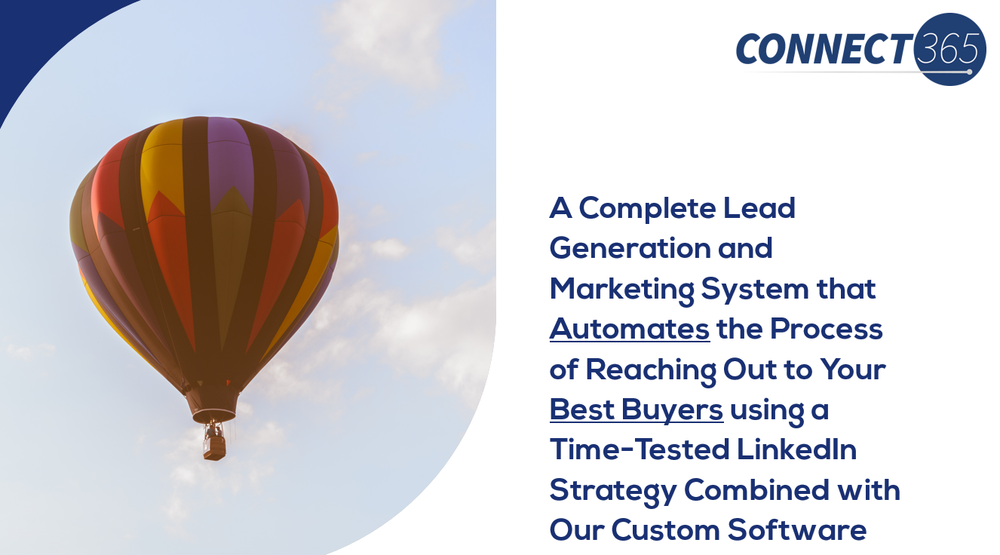 CONNECT365
A Complete Lead
Generation and
Marketing System that
Automates the Process
of Reaching Out to Your
Best Buyers using a
Time-Tested LinkedIn
Strategy Combined with
Our Custom Software